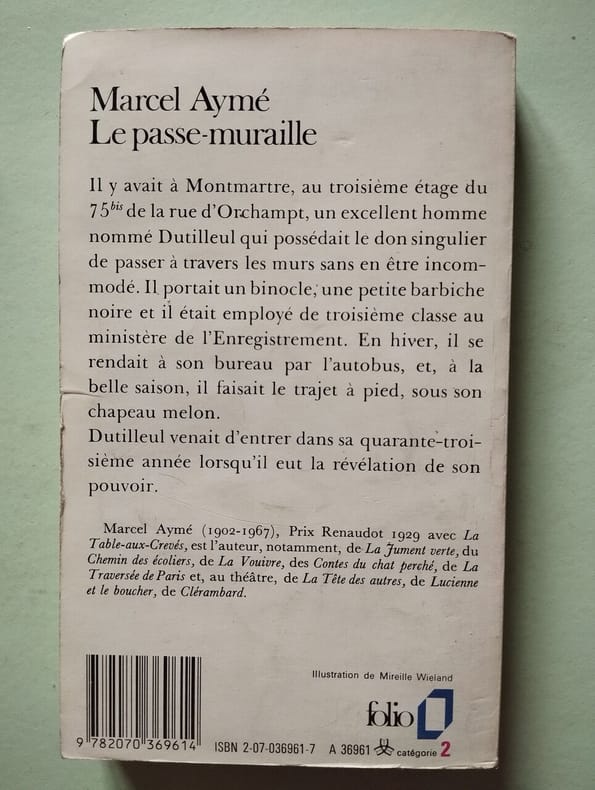 Marcel Aymé
Le passe-muraille
Il y avait à Montmartre, au troisième étage du
75bis de la rue d'Orchampt, un excellent homme
nommé Dutilleul qui possédait le don singulier
de passer à travers les murs sans en être incom-
modé. Il portait un binocle, une petite barbiche
noire et il était employé de troisième classe au
ministère de l'Enregistrement. En hiver, il se
rendait à son bureau par l'autobus, et, à la
belle saison, il faisait le trajet à pied, sous son
chapeau melon.
Dutilleul venait d'entrer dans sa quarante-troi-
sième année lorsqu'il eut la révélation de son
pouvoir.
Marcel Aymé (1902-1967), Prix Renaudot 1929 avec La
Table-aux-Crevés, est l'auteur, notamment, de La Jument verte, du
Chemin des écoliers, de La Vouivre, des Contes du chat perché, de La
Traversée de Paris et, au théâtre, de La Tête des autres, de Lucienne
et le boucher, de Clérambard.
Illustration de Mireille Wieland
folio
9 782070 369614
ISBN 2-07-036961-7 A 36961 catégorie 2